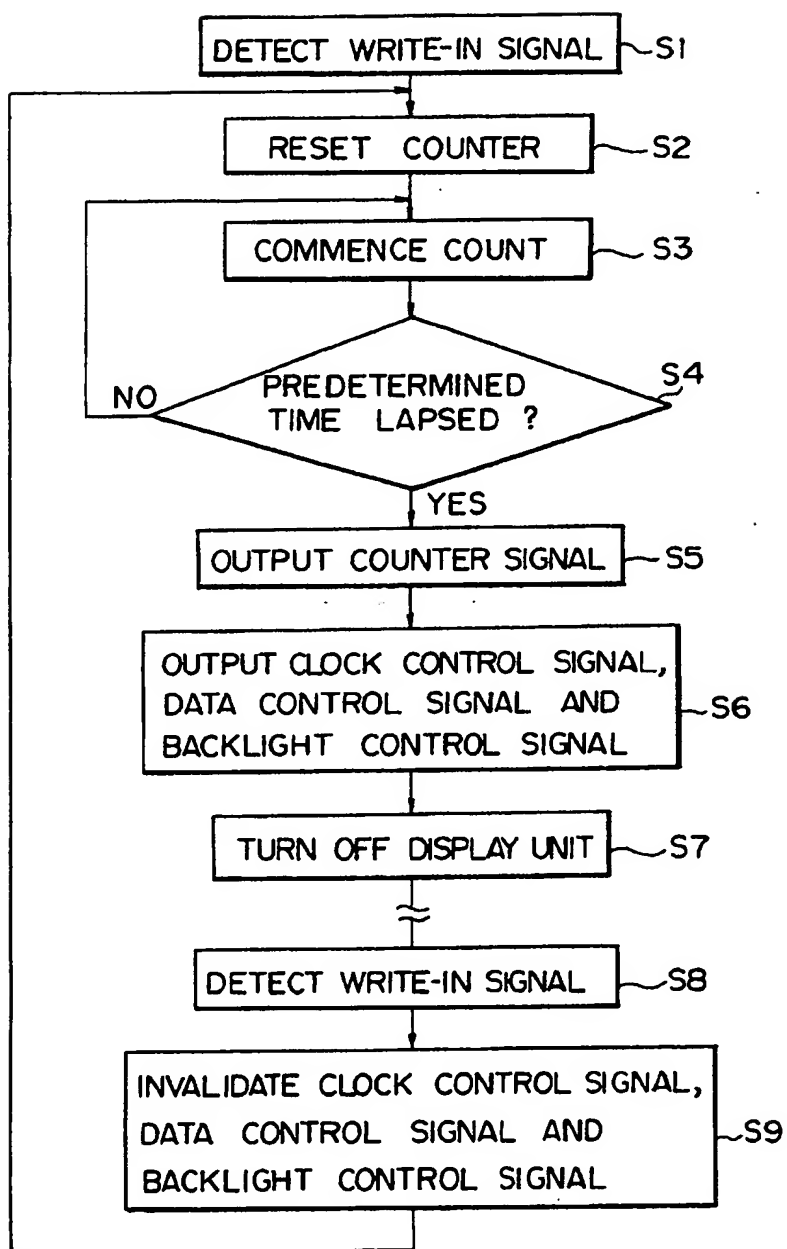 DETECT WRITE-IN SIGNAL S1
RESET COUNTER S2
COMMENCE COUNT S3
PREDETERMINED
TIME LAPSED ?
S4
NO
YES
OUTPUT COUNTER SIGNAL S5
OUTPUT CLOCK CONTROL SIGNAL,
DATA CONTROL SIGNAL AND
BACKLIGHT CONTROL SIGNAL
S6
TURN OFF DISPLAY UNIT S7
DETECT WRITE-IN SIGNAL S8
INVALIDATE CLOCK CONTROL SIGNAL,
DATA CONTROL SIGNAL AND
BACKLIGHT CONTROL SIGNAL
S9